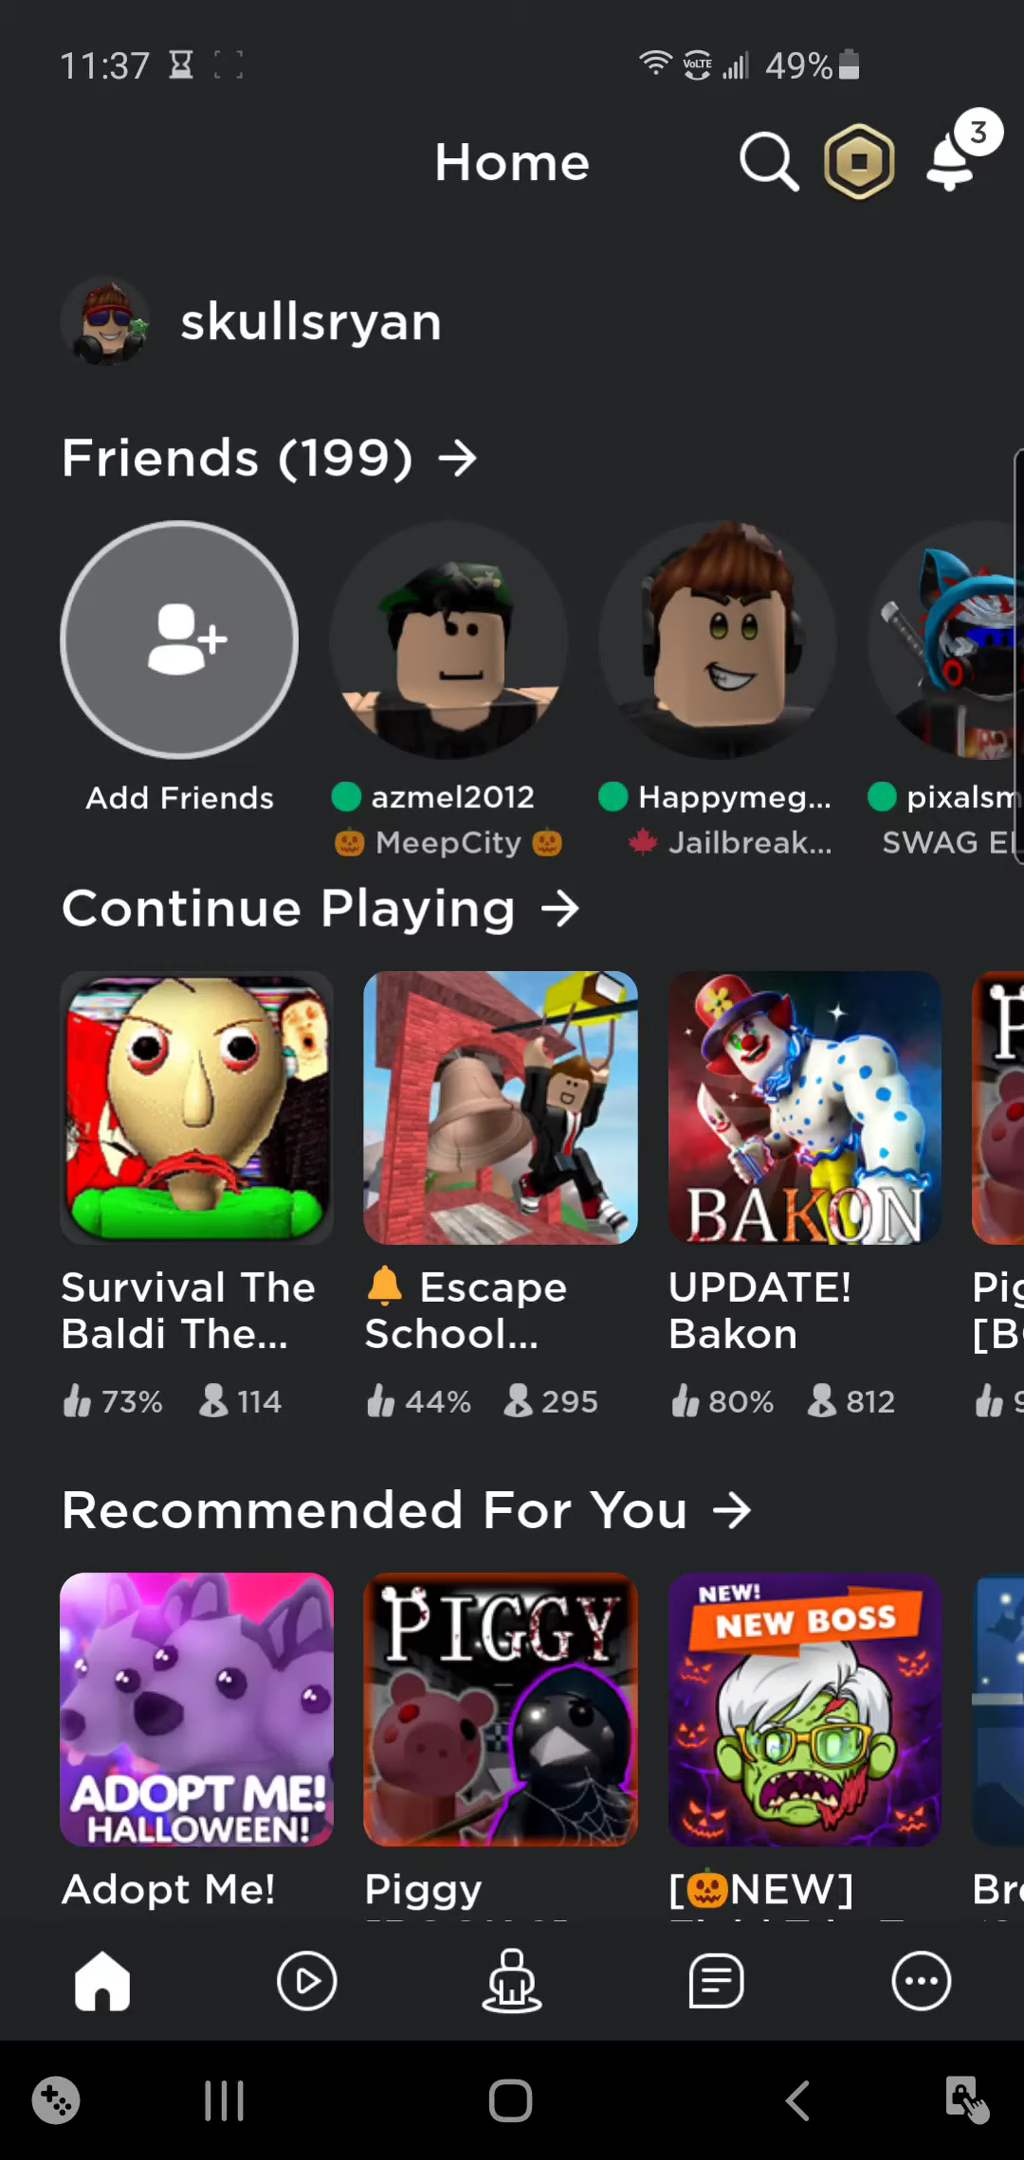 11:37 VoLTE 49%
Home 3
skullsryan
Friends (199)
Add Friends
azmel2012
MeepCity
Happymeg...
Jailbreak...
pixalsm
SWAG
Continue Playing
BAKON
Survival The
Baldi The...
73% 114
Escape
School...
44% 295
UPDATE!
Bakon
80% 812
Recommended For You
ADOPT ME!
HALLOWEEN!
PIGGY
NEW!
NEW BOSS
Adopt Me!
Piggy
[🎃NEW]